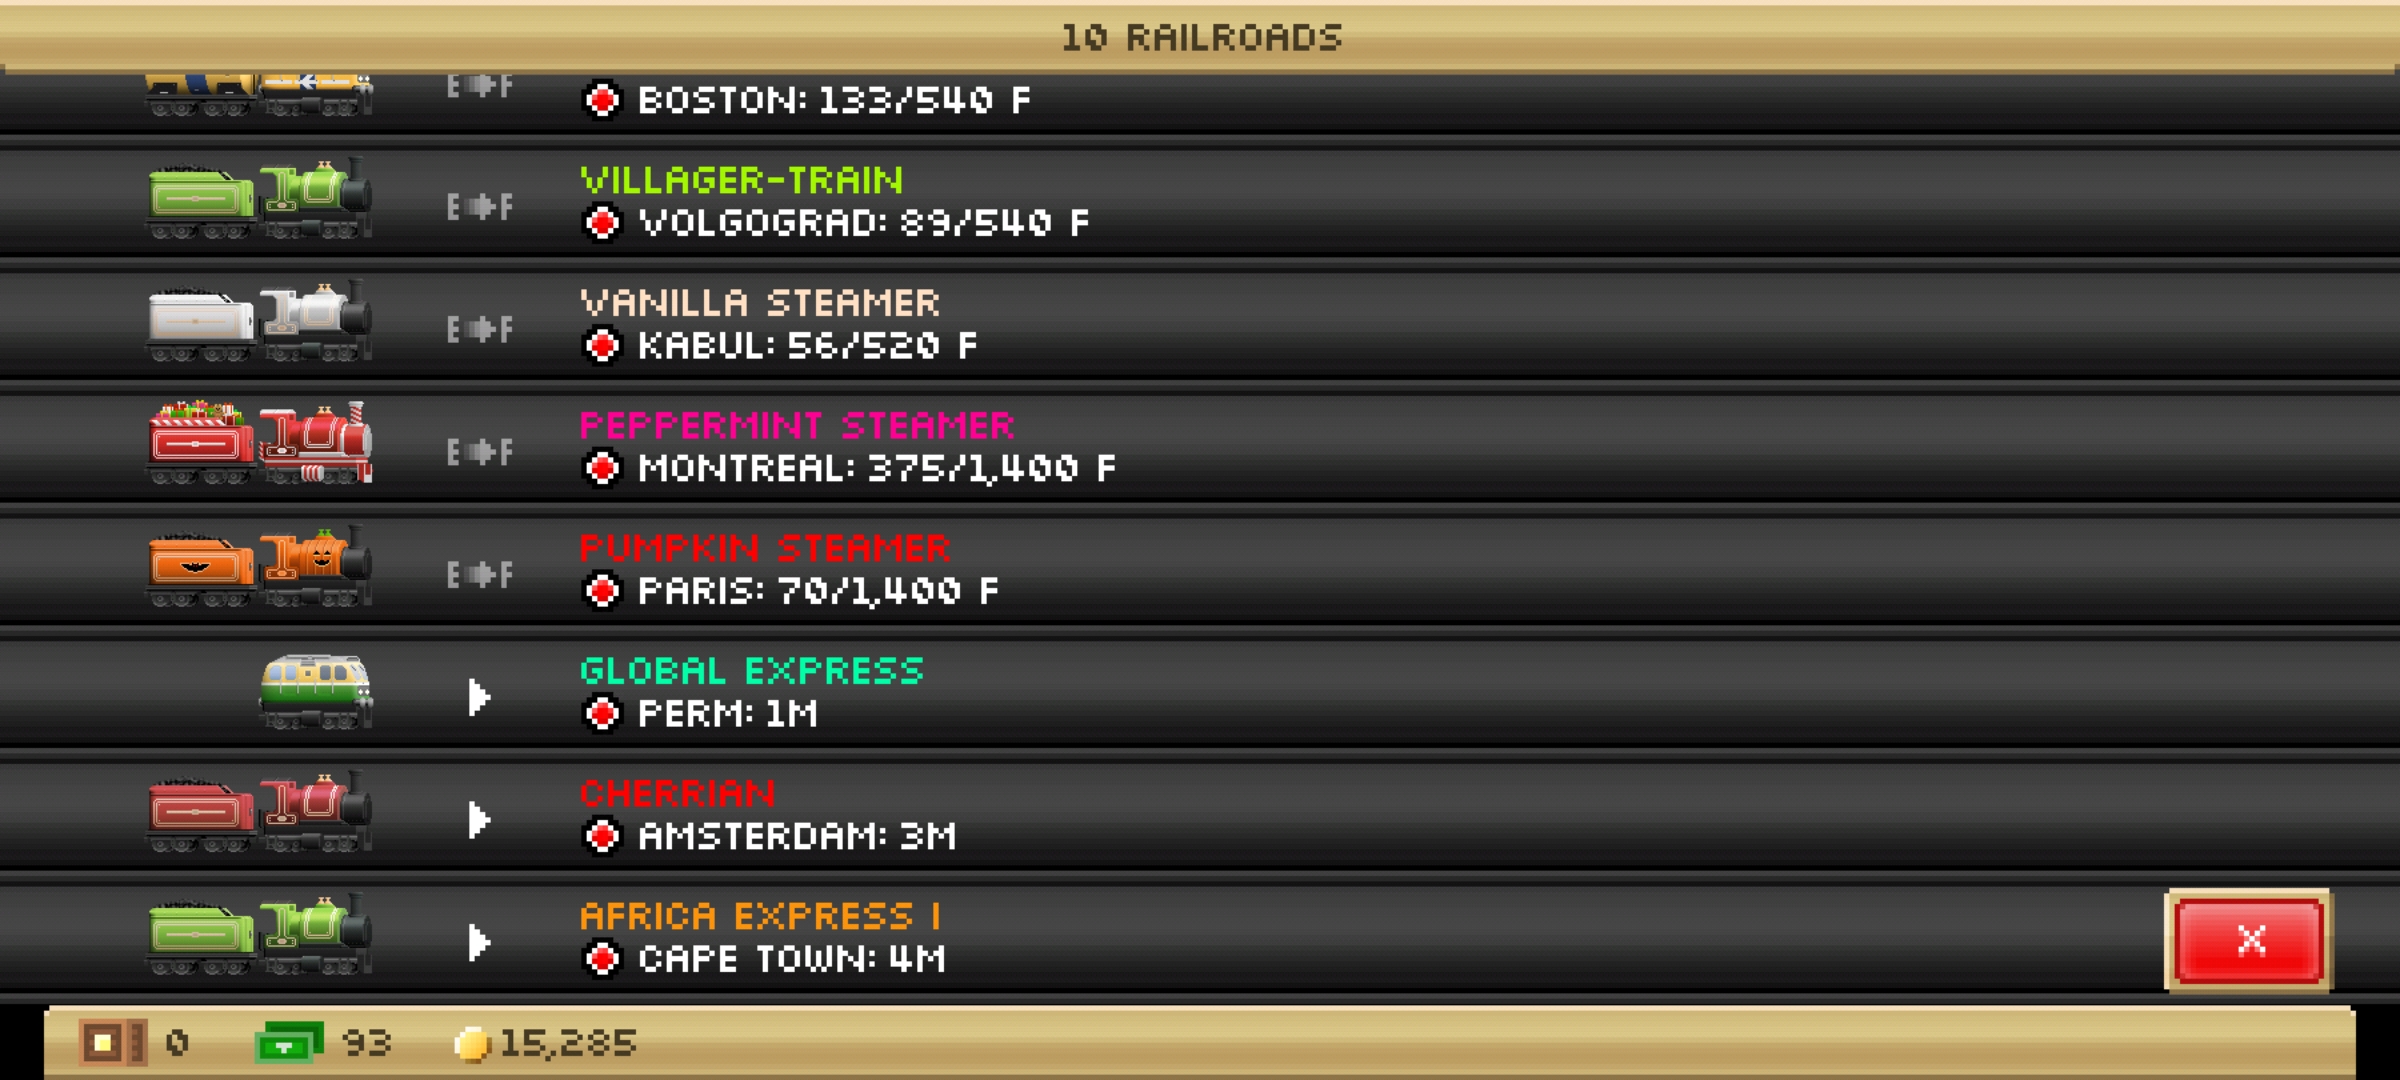 10 RAILROADS
E F BOSTON: 133/540 F
VILLAGER-TRAIN
E F VOLGOGRAD: 89/540 F
VANILLA STEAMER
E F KABUL: 56/520 F
PEPPERMINT STEAMER
E F MONTREAL: 375/1,400 F
PUMPKIN STEAMER
E F PARIS: 70/1,400 F
GLOBAL EXPRESS
PERM: 1M
CHERRIAN
AMSTERDAM: 3M
AFRICA EXPRESS I
CAPE TOWN: 4M
X
0 93 15,285